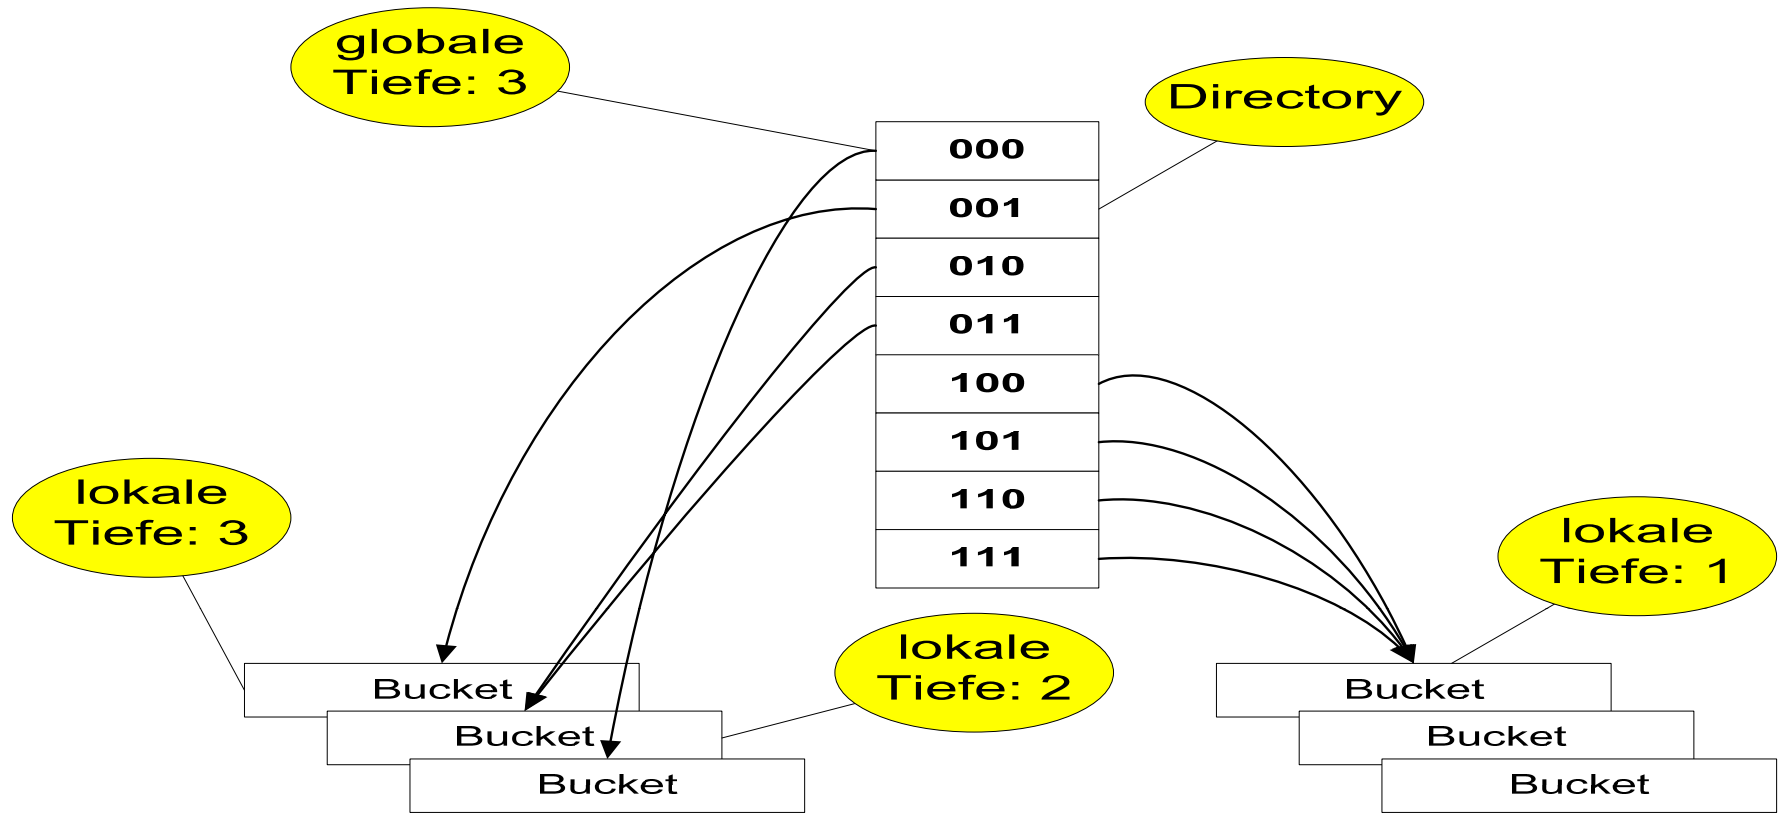 globale
Tiefe: 3
Directory
000
001
010
011
100
101
110
111
lokale
Tiefe: 3
lokale
Tiefe: 1
lokale
Tiefe: 2
Bucket
Bucket
Bucket
Bucket
Bucket
Bucket